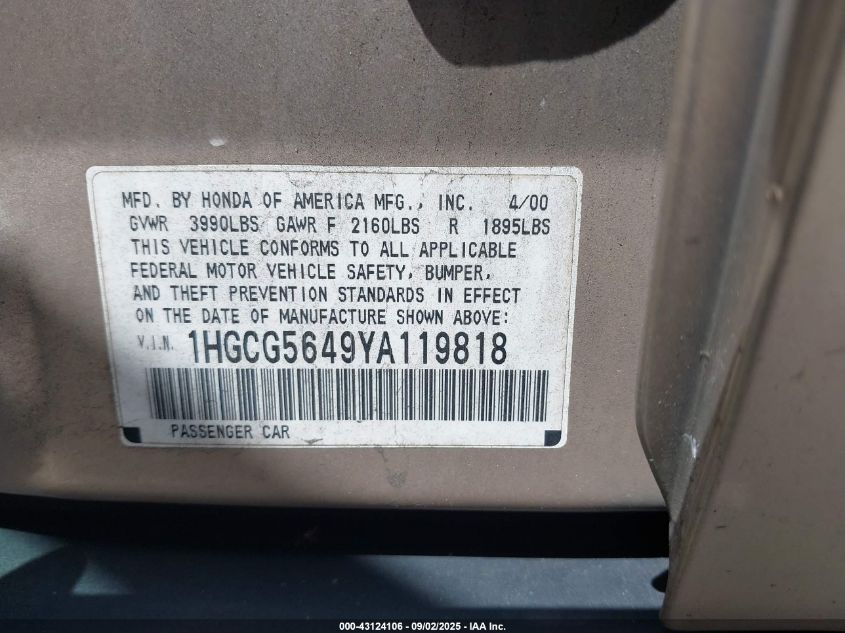 MFD. BY HONDA OF AMERICA MFG., INC. 4/00
GVWR 3990LBS GAWR F 2160LBS R 1895LBS
THIS VEHICLE CONFORMS TO ALL APPLICABLE
FEDERAL MOTOR VEHICLE SAFETY, BUMPER,
AND THEFT PREVENTION STANDARDS IN EFFECT
ON THE DATE OF MANUFACTURE SHOWN ABOVE:
V.I.N. 1HGCG5649YA119818
PASSENGER CAR
000-43124106 - 09/02/2025 - IAA Inc.